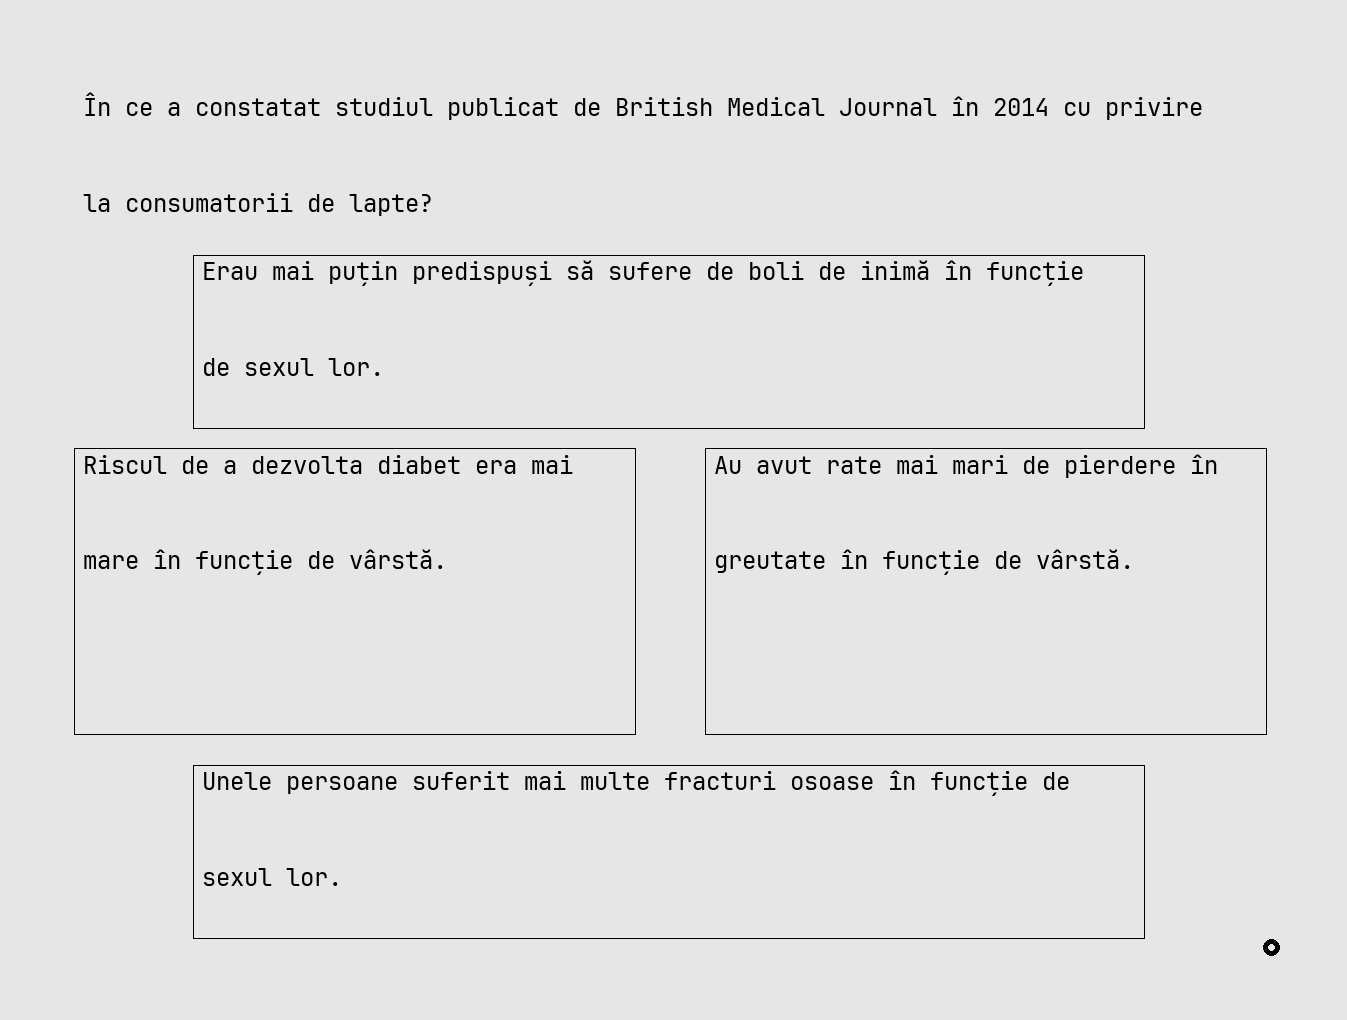 În ce a constatat studiul publicat de British Medical Journal în 2014 cu privire
la consumatorii de lapte?
Erau mai puțin predispuși să sufere de boli de inimă în funcție
de sexul lor.
Riscul de a dezvolta diabet era mai
mare în funcție de vârstă.
Au avut rate mai mari de pierdere în
greutate în funcție de vârstă.
Unele persoane suferit mai multe fracturi osoase în funcție de
sexul lor.